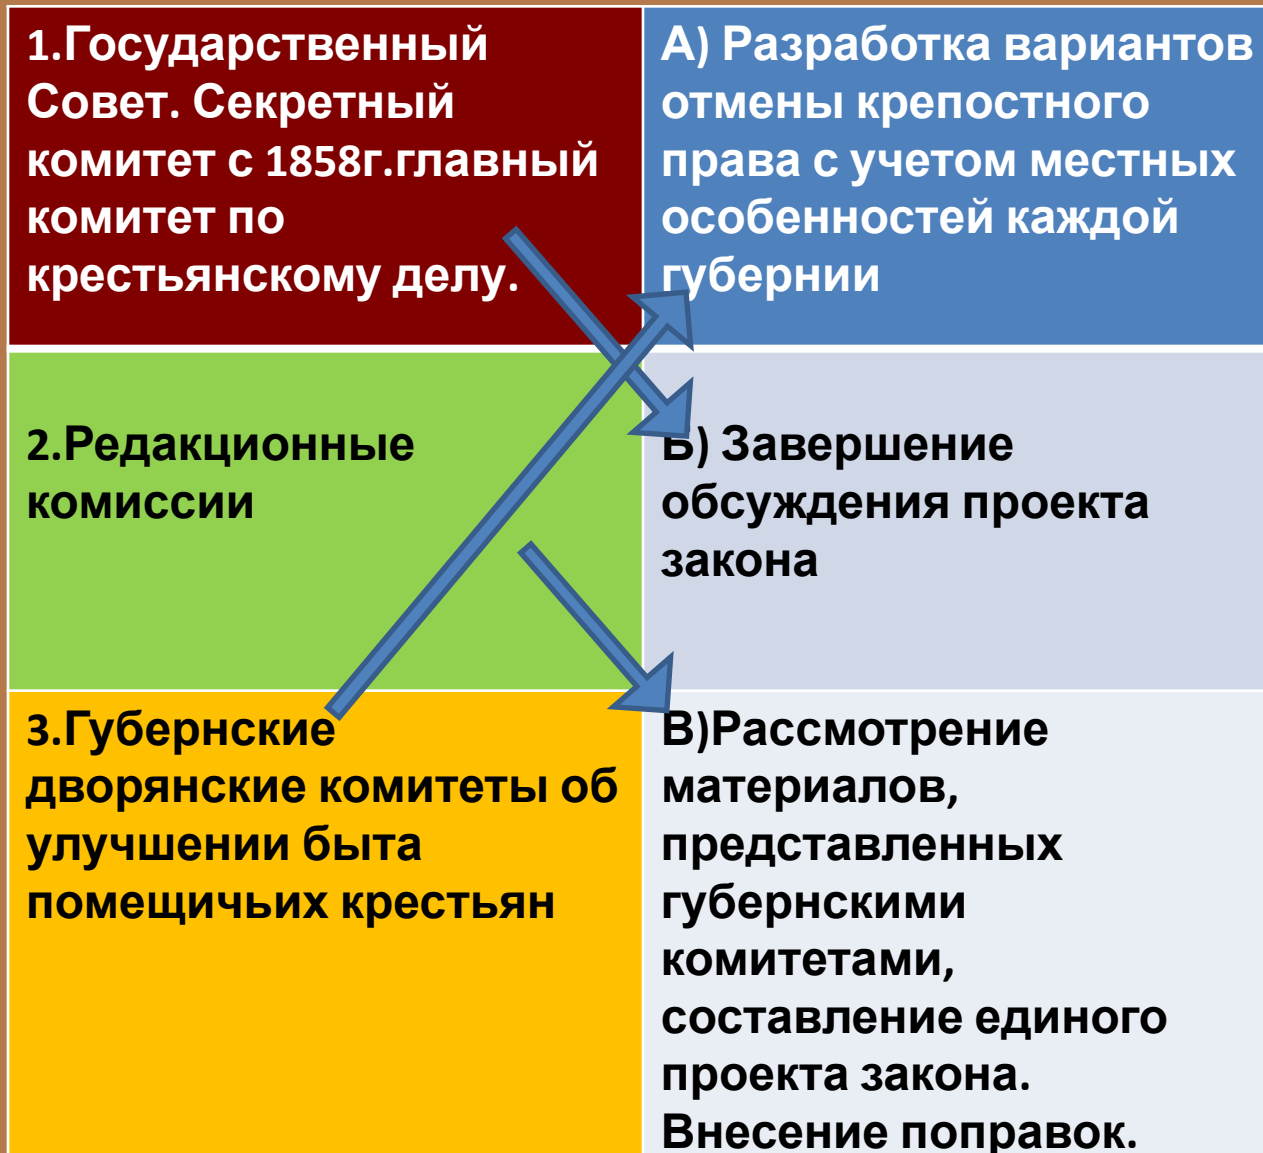 1.Государственный
Совет. Секретный
комитет с 1858г.главный
комитет по
крестьянскому делу.
А) Разработка вариантов
отмены крепостного
права с учетом местных
особенностей каждой
губернии
2.Редакционные
комиссии
Б) Завершение
обсуждения проекта
закона
3.Губернские
дворянские комитеты об
улучшении быта
помещичьих крестьян
В)Рассмотрение
материалов,
представленных
губернскими
комитетами,
составление единого
проекта закона.
Внесение поправок.